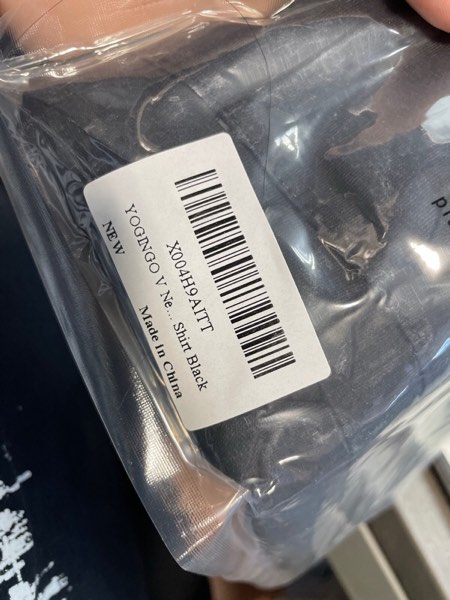 X004H9AITT
YOGINGO V Ne... Shirt Black
NEW
Made in China